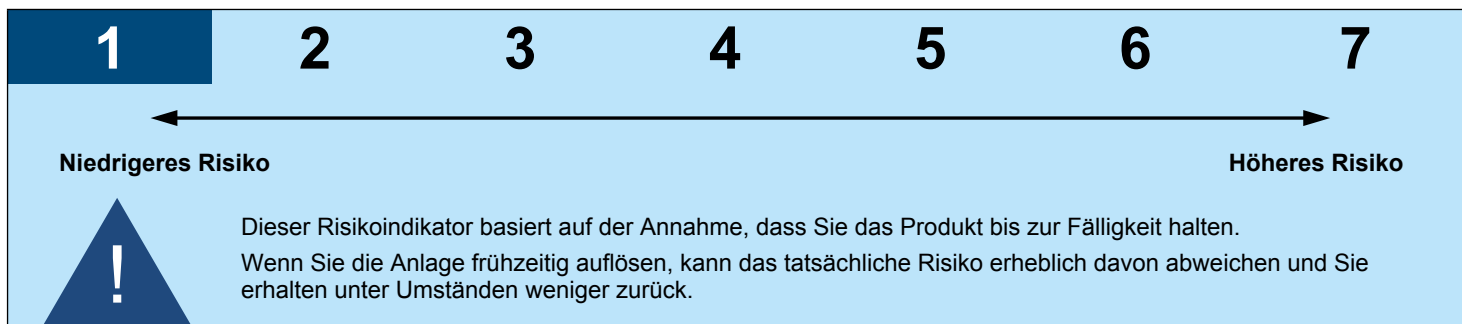 1 2 3 4 5 6 7
Niedrigeres Risiko Höheres Risiko
!
Dieser Risikoindikator basiert auf der Annahme, dass Sie das Produkt bis zur Fälligkeit halten.
Wenn Sie die Anlage frühzeitig auflösen, kann das tatsächliche Risiko erheblich davon abweichen und Sie
erhalten unter Umständen weniger zurück.